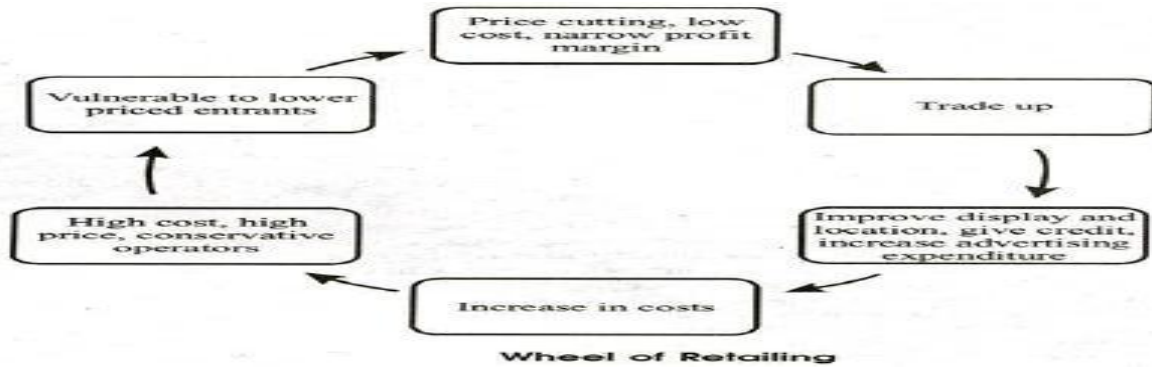 Price cutting, low
cost, narrow profit
margin
Trade up
Improve display and
location, give credit,
increase advertising
expenditure
Increase in costs
High cost, high
price, conservative
operators
Vulnerable to lower
priced entrants
Wheel of Retailing